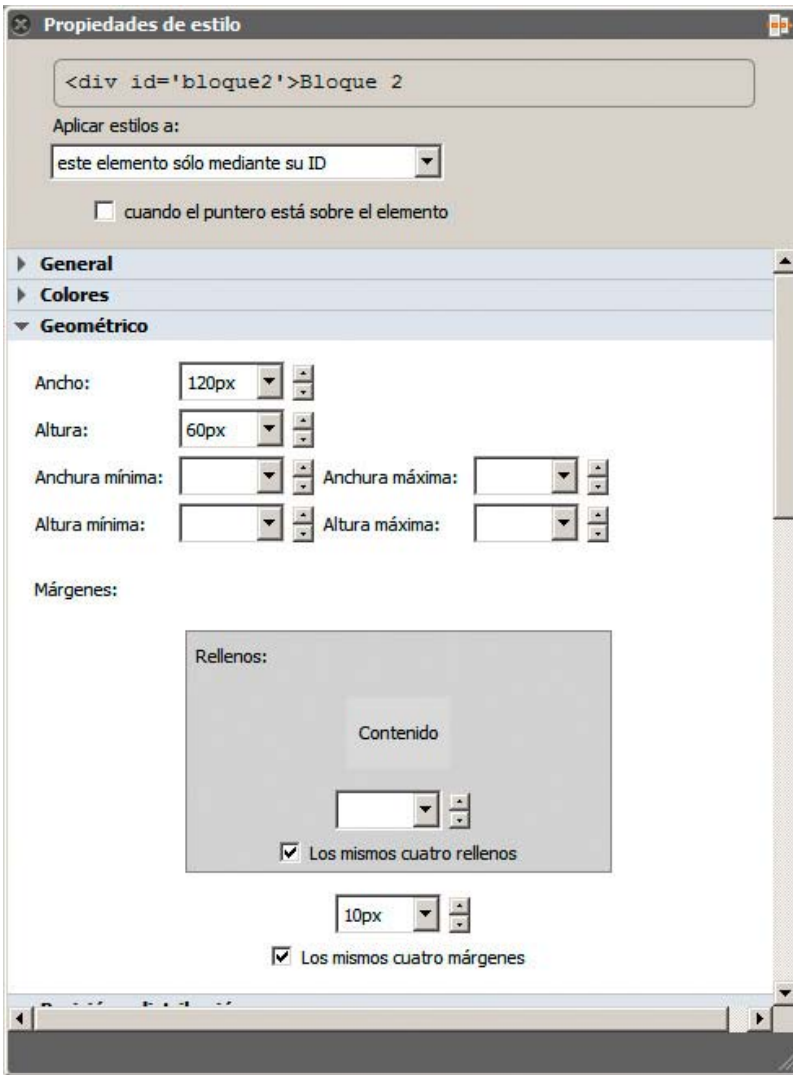 Propiedades de estilo
<div id='bloque2'>Bloque 2
Aplicar estilos a:
este elemento sólo mediante su ID
cuando el puntero está sobre el elemento
General
Colores
Geométrico
Ancho: 120px
Altura: 60px
Anchura mínima: Anchura máxima:
Altura mínima: Altura máxima:
Márgenes:
Rellenos:
Contenido
Los mismos cuatro rellenos
10px
Los mismos cuatro márgenes